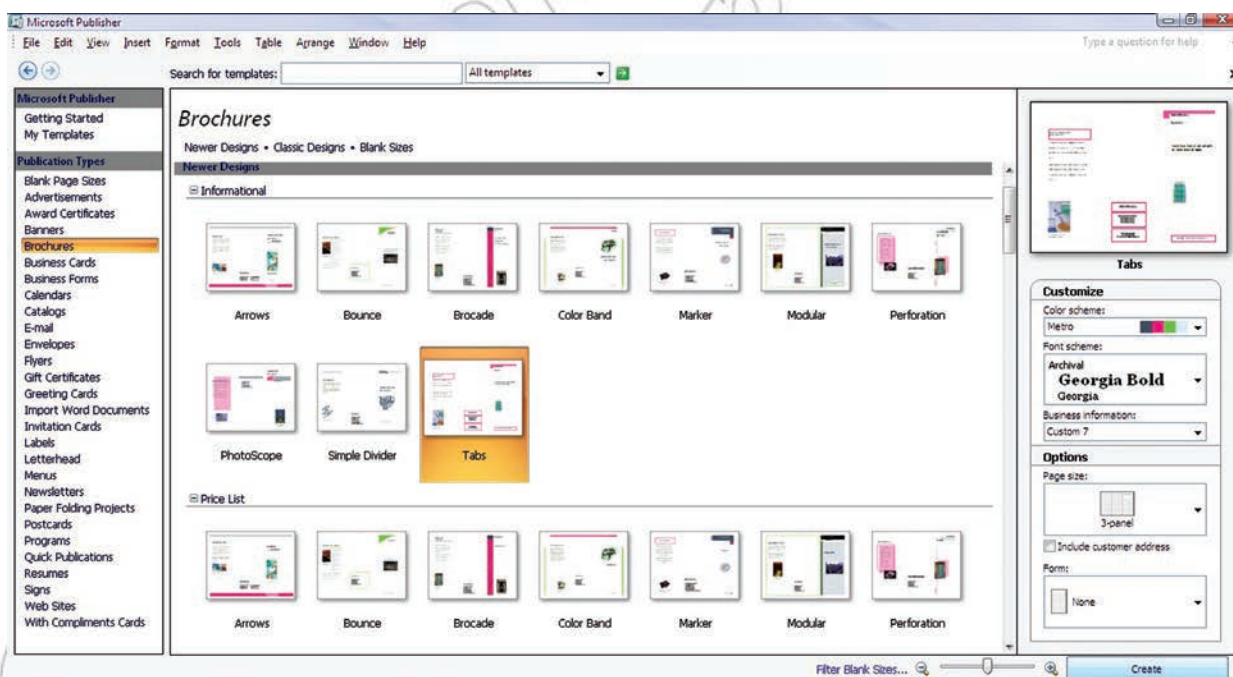 Microsoft Publisher
File Edit View Insert Format Tools Table Arrange Window Help
Type a question for help
Search for templates:
All templates
Microsoft Publisher
Getting Started
My Templates
Publication Types
Blank Page Sizes
Advertisements
Award Certificates
Banners
Brochures
Business Cards
Business Forms
Calendars
Catalogs
E-mail
Envelopes
Flyers
Gift Certificates
Greeting Cards
Import Word Documents
Invitation Cards
Labels
Letterhead
Menus
Newsletters
Paper Folding Projects
Postcards
Programs
Quick Publications
Resumes
Signs
Web Sites
With Compliments Cards
Brochures
Newer Designs • Classic Designs • Blank Sizes
Newer Designs
Informational
Arrows Bounce Brocade Color Band Marker Modular Perforation
PhotoScope Simple Divider Tabs
Price List
Arrows Bounce Brocade Color Band Marker Modular Perforation
Tabs
Customize
Color scheme:
Metro
Font scheme:
Archival
Georgia Bold
Georgia
Business information:
Custom 7
Options
Page size:
3-panel
Include customer address
Form:
None
Filter Blank Sizes...
Create